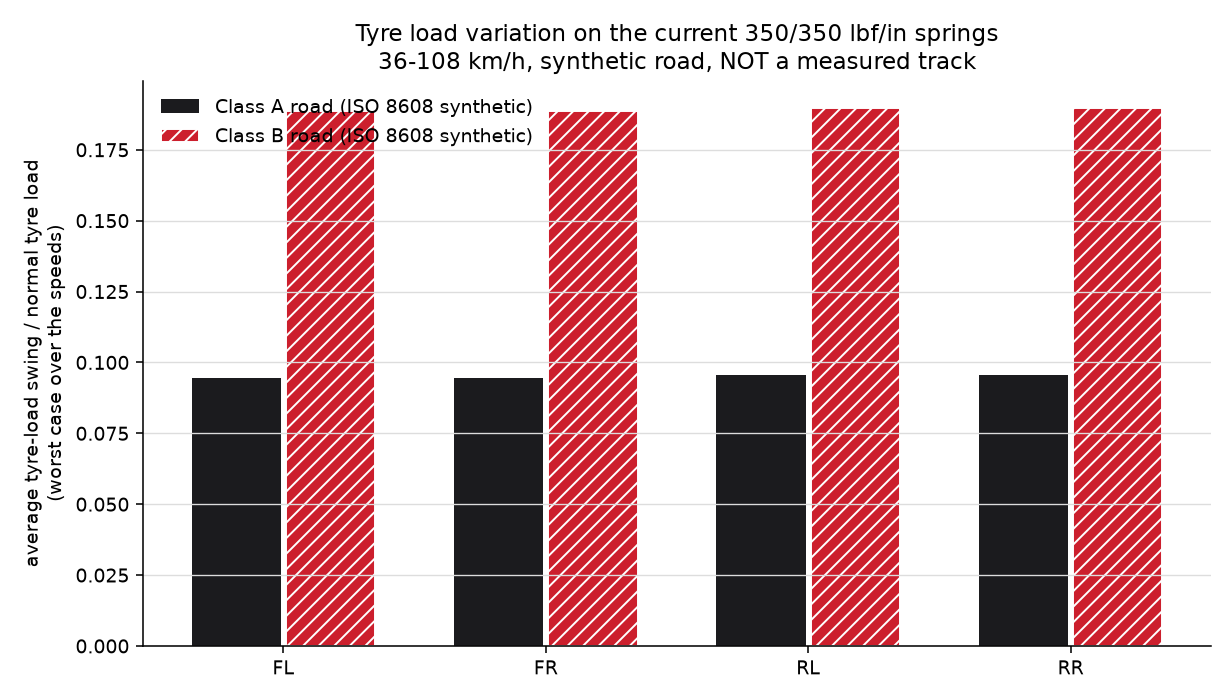 Tyre load variation on the current 350/350 lbf/in springs
36-108 km/h, synthetic road, NOT a measured track
Class A road (ISO 8608 synthetic)
Class B road (ISO 8608 synthetic)
average tyre-load swing / normal tyre load
(worst case over the speeds)
0.175
0.150
0.125
0.100
0.075
0.050
0.025
0.000
FL
FR
RL
RR